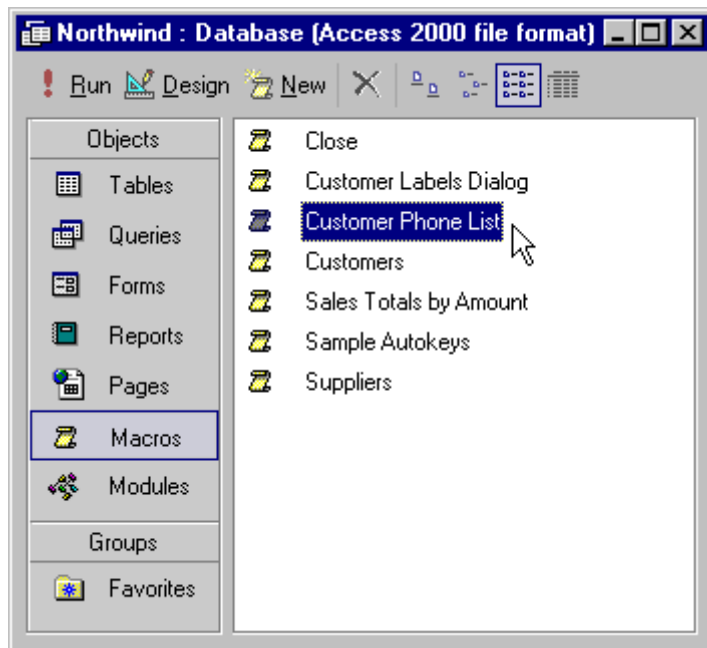 Northwind : Database (Access 2000 file format)
Run Design New
Objects
Tables
Queries
Forms
Reports
Pages
Macros
Modules
Groups
Favorites
Close
Customer Labels Dialog
Customer Phone List
Customers
Sales Totals by Amount
Sample Autokeys
Suppliers